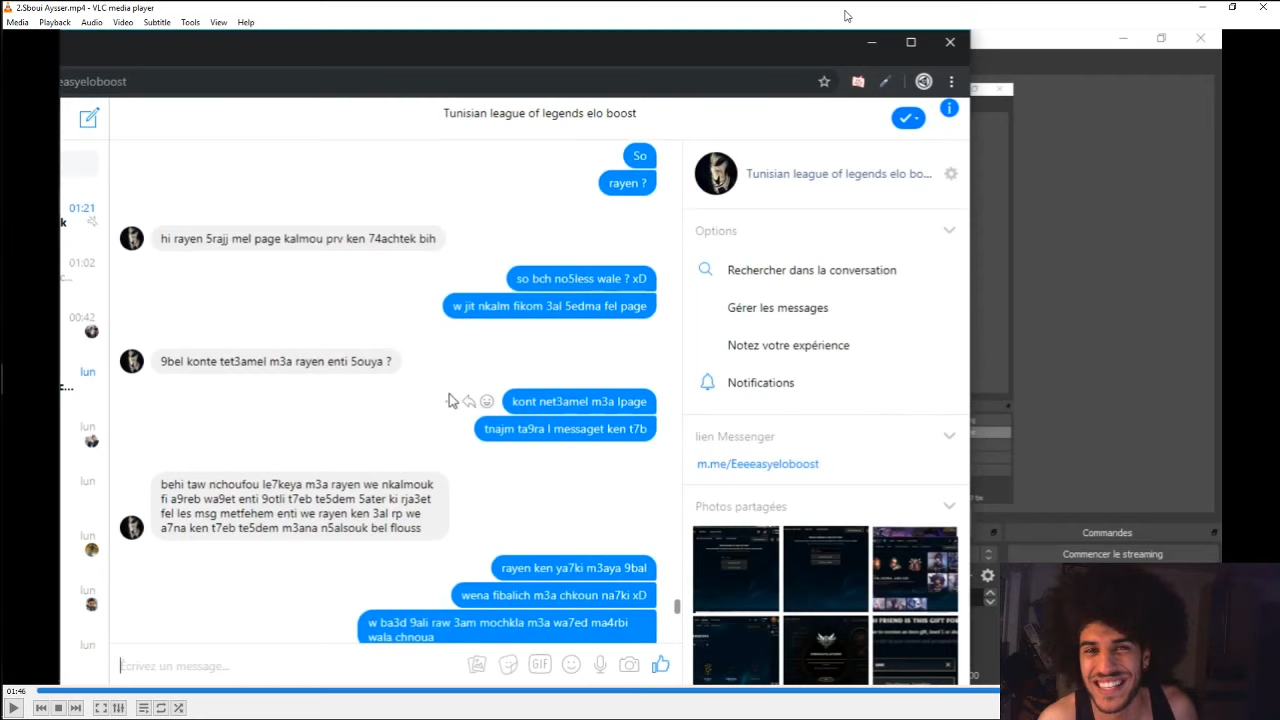 2.Sboui Aysser.mp4 - VLC media player
Media Playback Audio Video Subtitle Tools View Help
easyeloboost
Tunisian league of legends elo boost
So
rayen ?
hi rayen 5rajj mel page kalmou prv ken 74achtek bih
so bch no5less wale ? xD
w jit nkalm fikom 3al 5edma fel page
9bel konte tet3amel m3a rayen enti 5ouya ?
kont net3amel m3a lpage
tnajm ta9ra l messaget ken t7b
behi taw nchoufou le7keya m3a rayen we nkalmouk
fi a9reb wa9et enti 9otli t7eb te5dem 5ater ki rja3et
fel les msg metfehem enti we rayen ken 3al rp we
a7na ken t7eb te5dem m3ana n5alsouk bel flouss
rayen ken ya7ki m3aya 9bal
wena fibalich m3a chkoun na7ki xD
w ba3d 9ali raw 3am mochkla m3a wa7ed ma4rbi
wala chnoua
Écrivez un message...
GIF
01:21
k
01:02
c...
00:42
lun
c...
lun
lun
lun
lun
lun
Tunisian league of legends elo bo...
Options
Rechercher dans la conversation
Gérer les messages
Notez votre expérience
Notifications
lien Messenger
m.me/Eeeeasyeloboost
Photos partagées
Commandes
Commencer le streaming
01:46